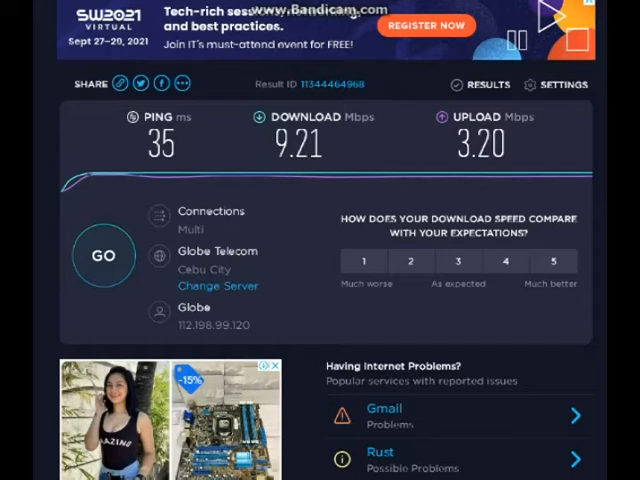 www.Bandicam.com
SW2021
VIRTUAL
Sept 27-29, 2021
Tech-rich
and best practices.
Join IT's must-attend event for FREE!
REGISTER NOW
SHARE
Result ID 11344464968
RESULTS
SETTINGS
PING ms
35
DOWNLOAD Mbps
9.21
UPLOAD Mbps
3.20
GO
Connections
Multi
Globe Telecom
Cebu City
Change Server
Globe
112.198.99.120
HOW DOES YOUR DOWNLOAD SPEED COMPARE
WITH YOUR EXPECTATIONS?
1 2 3 4 5
Much worse As expected Much better
-15%
AMAZING
Having Internet Problems?
Popular services with reported issues
Gmail
Problems
Rust
Possible Problems